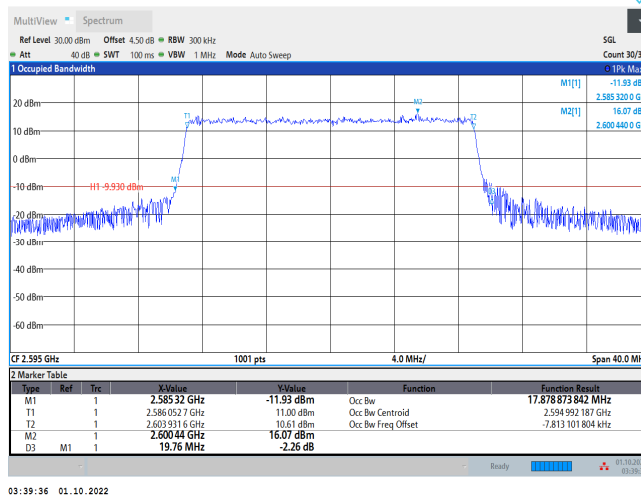 MultiView Spectrum
Ref Level 30.00 dBm Offset 4.50 dB RBW 300 kHz SGL
Att 40 dB SWT 100 ms VBW 1 MHz Mode Auto Sweep Count 30/3
1 Occupied Bandwidth 1Pk Ma
M1[1] -11.93 dB
2.585 320 0 G
M2[1] 16.07 dB
2.600 440 0 G
20 dBm
M2
T1 T2
10 dBm
0 dBm
M1
-10 dBm H1 -9.930 dBm
D3
-20 dBm
-30 dBm
-40 dBm
-50 dBm
-60 dBm
CF 2.595 GHz 1001 pts 4.0 MHz/ Span 40.0 MH
2 Marker Table
Type Ref Trc X-Value Y-Value Function Function Result
M1 1 2.585 32 GHz -11.93 dBm Occ Bw 17.878 873 842 MHz
T1 1 2.586 052 7 GHz 11.00 dBm Occ Bw Centroid 2.594 992 187 GHz
T2 1 2.603 931 6 GHz 10.61 dBm Occ Bw Freq Offset -7.813 101 804 kHz
M2 1 2.600 44 GHz 16.07 dBm
D3 M1 1 19.76 MHz -2.26 dB
Ready 01.10.20
03:39:
03:39:36 01.10.2022